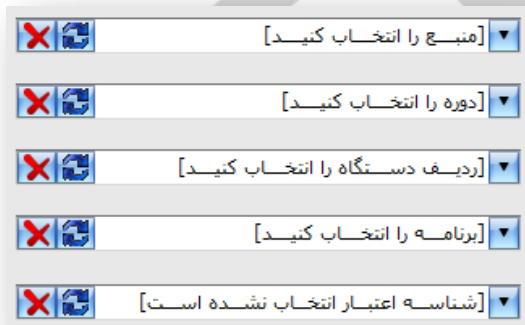 [منبع را انتخاب کنید]
[دوره را انتخاب کنید]
[ردیف دستگاه را انتخاب کنید]
[برنامه را انتخاب کنید]
[شناسه اعتبار انتخاب نشده است]